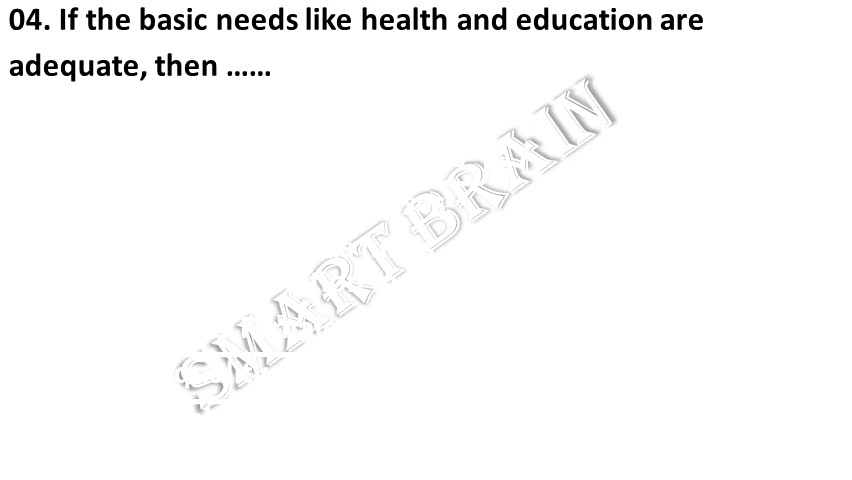 04. If the basic needs like health and education are
adequate, then ......
SMART BRAIN